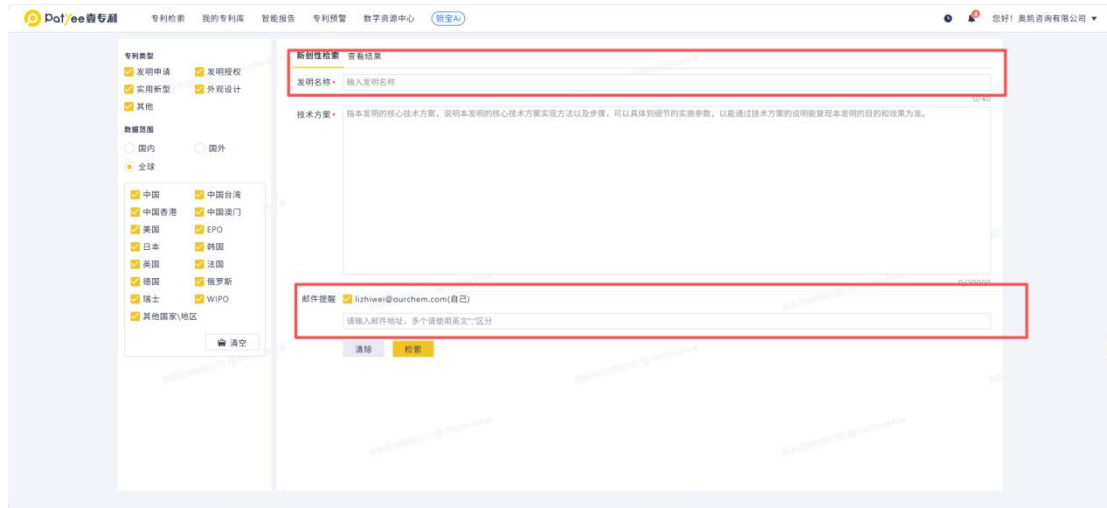 Patyee壹专利 专利检索 我的专利库 智能报告 专利预警 数字资源中心 钽宝Ai 4 您好！奥凯咨询有限公司
专利类型
发明申请 发明授权
实用新型 外观设计
其他
数据范围
国内 国外
全球
中国 中国台湾
中国香港 中国澳门
美国 EPO
日本 韩国
英国 法国
德国 俄罗斯
瑞士 WIPO
其他国家\地区
清空
新创性检索 查看结果
发明名称* 输入发明名称
0/40
技术方案* 指本发明的核心技术方案，说明本发明的核心技术方案实现方法以及步骤，可以具体到细节的实施参数，以能通过技术方案的说明能复现本发明的目的和效果为准。
邮件提醒 lizhiwei@ourchem.com(自己)
请输入邮件地址，多个请使用英文";"区分
清除 检索